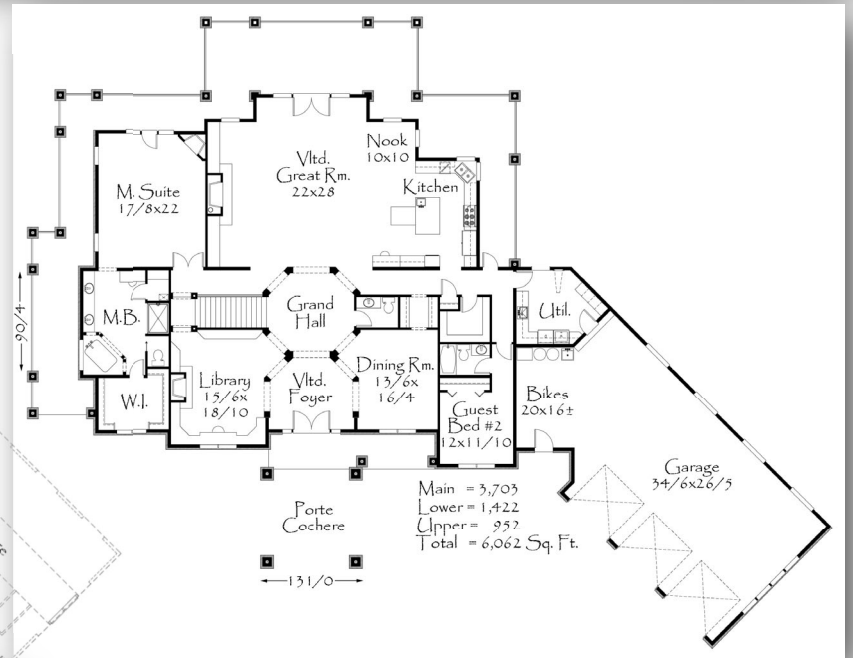 Nook
10x10
Vltd.
Great Rm.
22x28
Kitchen
M. Suite
17/8x22
90/4
M.B.
Grand
Hall
Util.
W.I.
Library
15/6x
18/10
Vltd.
Foyer
Dining Rm.
13/6x
16/4
Guest
Bed #2
12x11/10
Bikes
20x16±
Garage
34/6x26/5
Porte
Cochere
131/0
Main = 3,703
Lower = 1,422
Upper =
Total = 6,062 Sq. Ft.